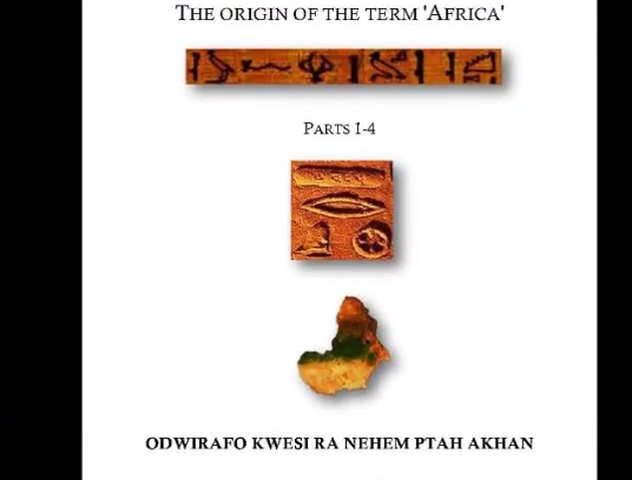 THE ORIGIN OF THE TERM 'AFRICA'
PARTS 1-4
ODWIRAFO KWESI RA NEHEM PTAH AKHAN